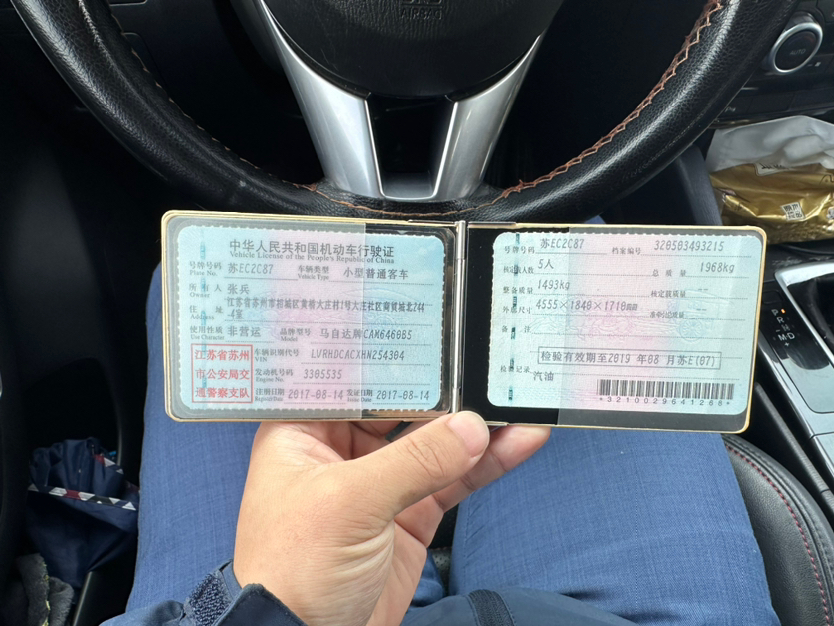 中华人民共和国机动车行驶证
Vehicle License of the People's Republic of China
号牌号码 苏EC2C87 车辆类型 小型普通客车
Plate No. Vehicle Type
所有人 张兵
Owner
住址 江苏省苏州市相城区黄桥大庄村1号大庄社区商贸城北244
Address -4室
使用性质 非营运 品牌型号 马自达牌CAM6460B5
Use Character Model
江苏省苏州
市公安局交
通警察支队
车辆识别代号 LVRHDCACXHN254304
VIN
发动机号码 3305535
Engine No.
注册日期 2017-08-14 发证日期 2017-08-14
Register Date Issue Date
号牌号码 苏EC2C87 档案编号 320503493215
核定载人数 5人 总质量 1968kg
整备质量 1493kg 核定载质量 --
外廓尺寸 4555×1840×1710mm 准牵引总质量 --
备注
检验有效期至2019年08月苏E(07)
检验记录
汽油
*3210029641268*
AIRBAG
P
R
N
M D